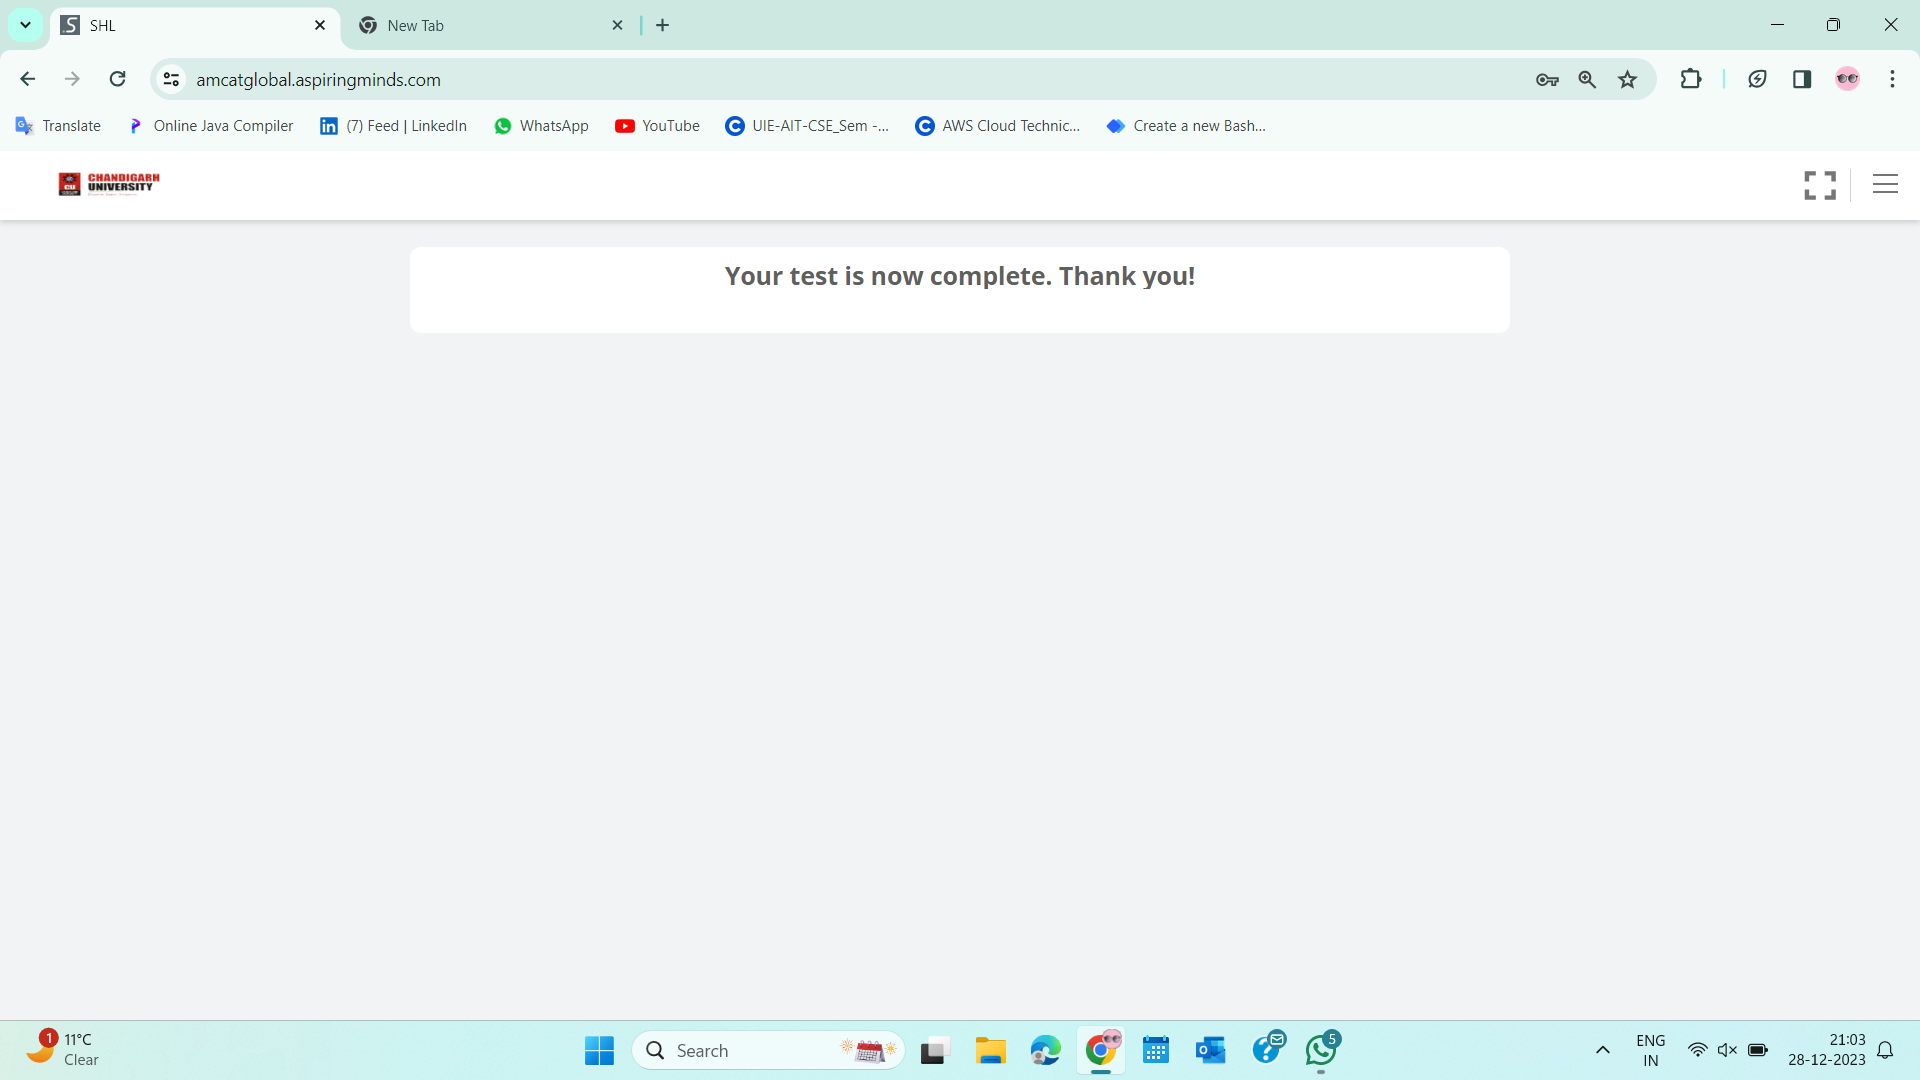 SHL
New Tab
amcatglobal.aspiringminds.com
Translate
Online Java Compiler
(7) Feed | LinkedIn
WhatsApp
YouTube
UIE-AIT-CSE_Sem -...
AWS Cloud Technic...
Create a new Bash...
CU
CHANDIGARH
UNIVERSITY
Your test is now complete. Thank you!
1
11°C
Clear
Search
5
ENG
IN
21:03
28-12-2023